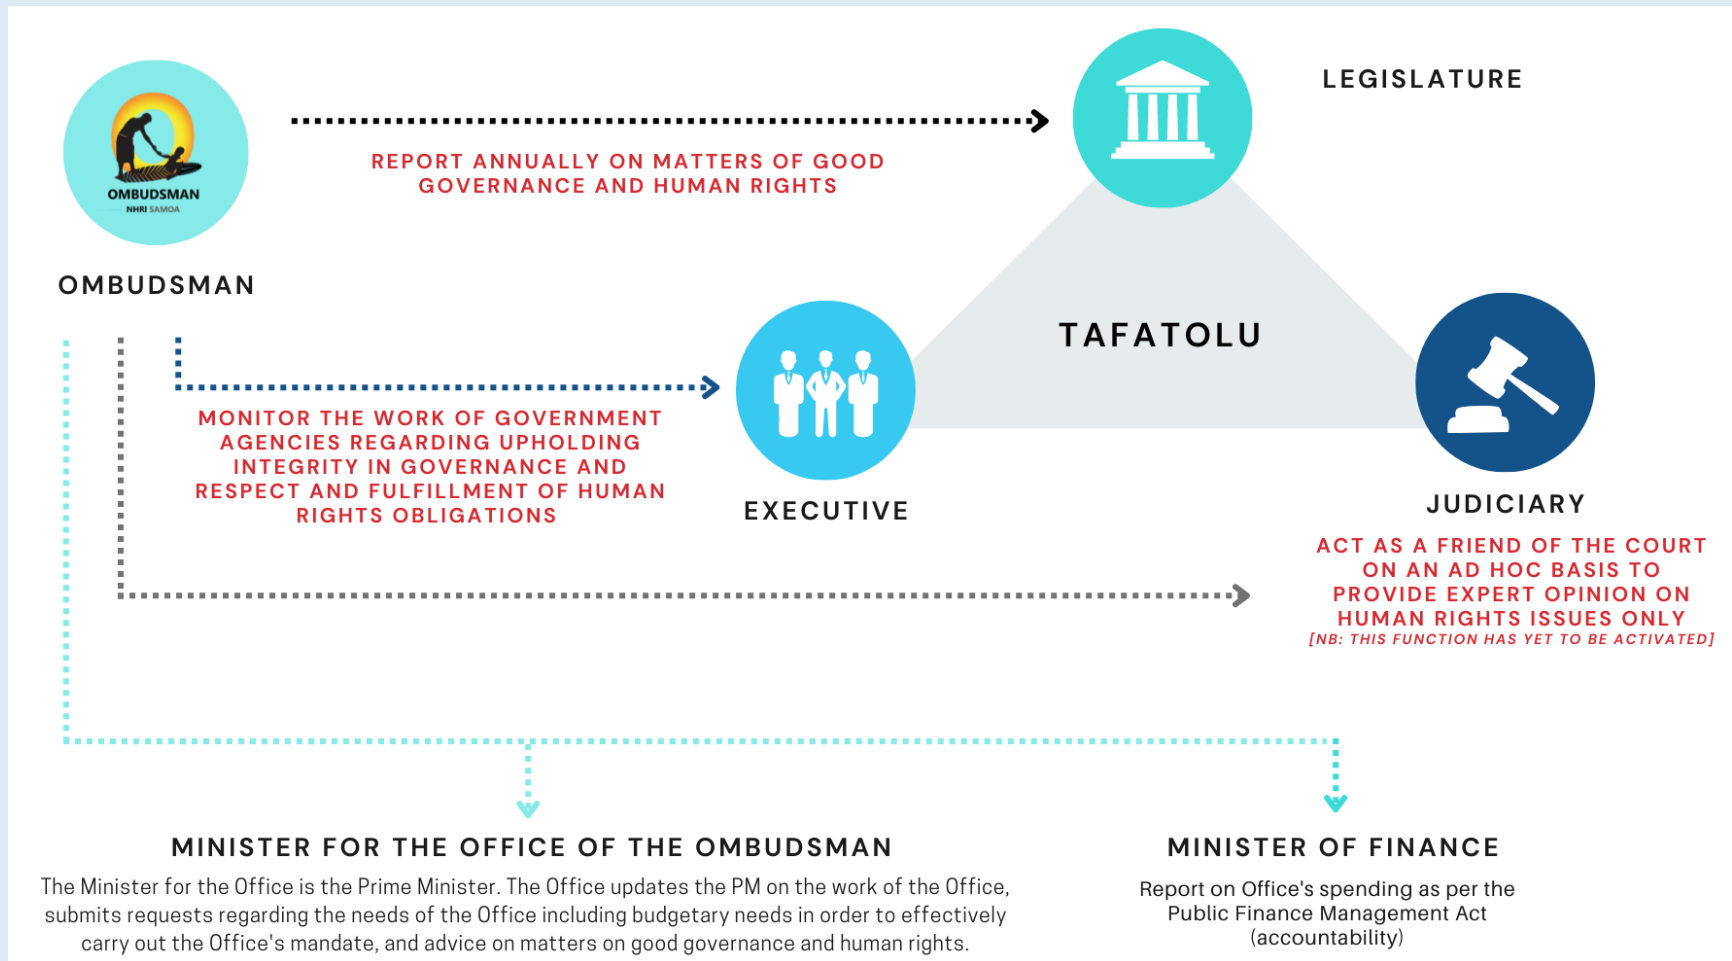 LEGISLATURE
OMBUDSMAN
NHRI SAMOA
REPORT ANNUALLY ON MATTERS OF GOOD
GOVERNANCE AND HUMAN RIGHTS
OMBUDSMAN
TAFATOLU
MONITOR THE WORK OF GOVERNMENT
AGENCIES REGARDING UPHOLDING
INTEGRITY IN GOVERNANCE AND
RESPECT AND FULFILLMENT OF HUMAN
RIGHTS OBLIGATIONS
EXECUTIVE
JUDICIARY
ACT AS A FRIEND OF THE COURT
ON AN AD HOC BASIS TO
PROVIDE EXPERT OPINION ON
HUMAN RIGHTS ISSUES ONLY
[NB: THIS FUNCTION HAS YET TO BE ACTIVATED]
MINISTER FOR THE OFFICE OF THE OMBUDSMAN
The Minister for the Office is the Prime Minister. The Office updates the PM on the work of the Office,
submits requests regarding the needs of the Office including budgetary needs in order to effectively
carry out the Office's mandate, and advice on matters on good governance and human rights.
MINISTER OF FINANCE
Report on Office's spending as per the
Public Finance Management Act
(accountability)